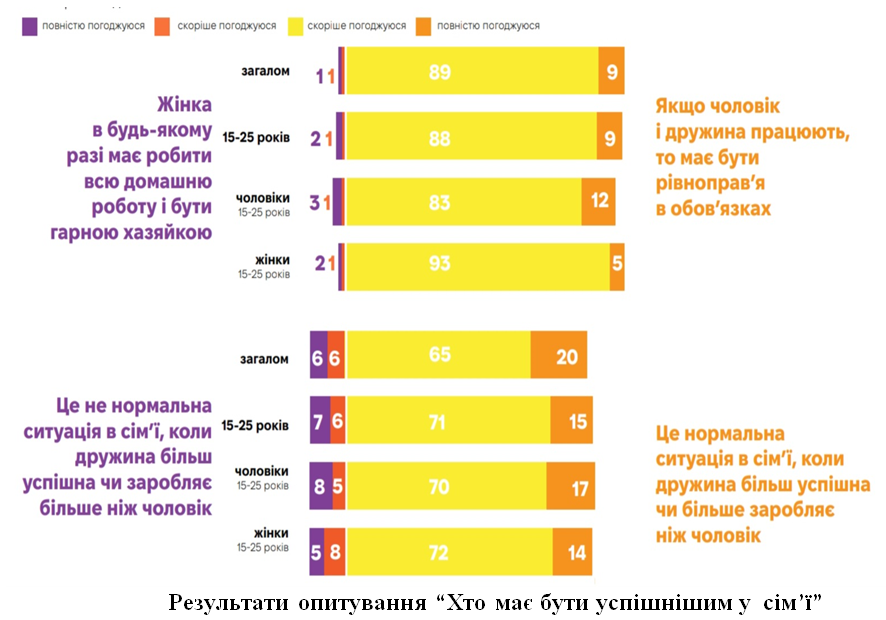 повністю погоджуюся скоріше погоджуюся скоріше погоджуюся повністю погоджуюся
загалом 1 1 89 9
15-25 років 2 1 88 9
чоловіки 3 1 83 12
15-25 років
жінки 2 1 93 5
15-25 років
Жінка
в будь-якому
разі має робити
всю домашню
роботу і бути
гарною хазяйкою
Якщо чоловік
і дружина працюють,
то має бути
рівноправ’я
в обов’язках
загалом 6 6 65 20
15-25 років 7 6 71 15
чоловіки 8 5 70 17
15-25 років
жінки 5 8 72 14
15-25 років
Це не нормальна
ситуація в сім’ї, коли
дружина більш
успішна чи заробляє
більше ніж чоловік
Це нормальна
ситуація в сім’ї, коли
дружина більш успішна
чи більше заробляє
ніж чоловік
Результати опитування “Хто має бути успішнішим у сім’ї”